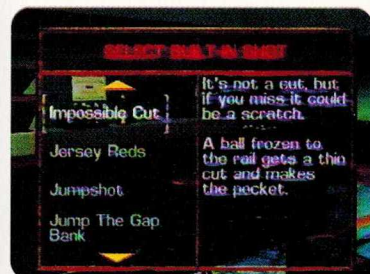 SELECT BUILT-IN SHOT
Impossible Cut
Jersey Reds
Jumpshot
Jump The Gap
Bank
It's not a cut, but
if you miss it could
be a scratch.
A ball frozen to
the rail gets a thin
cut and makes
the pocket.